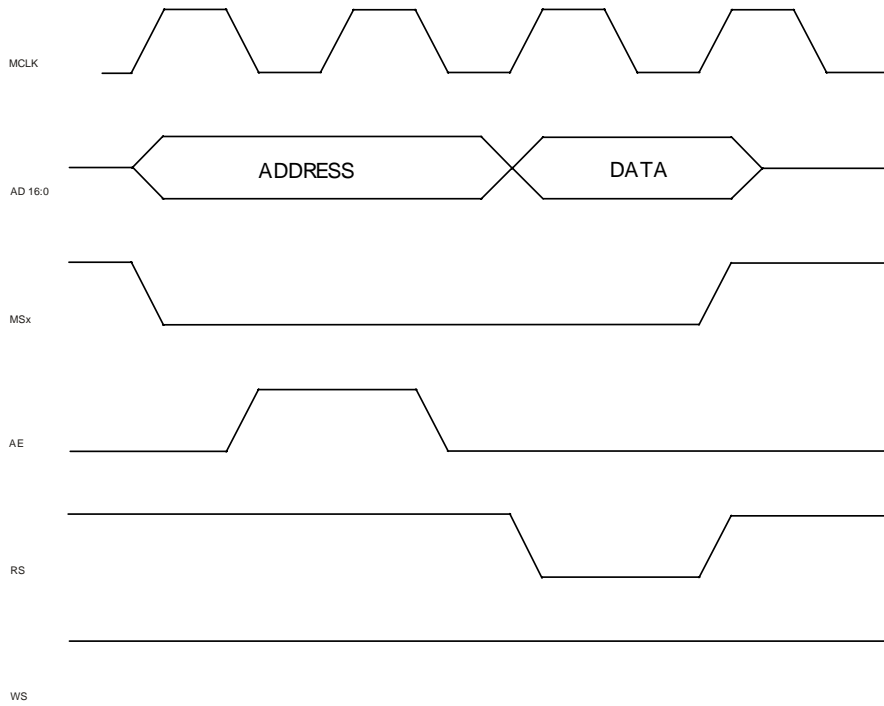 MCLK
ADDRESS
DATA
AD 16:0
MSx
AE
RS
WS